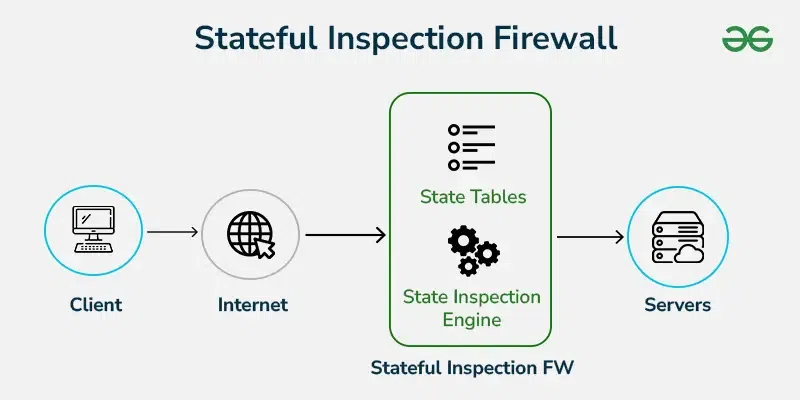 Stateful Inspection Firewall
State Tables
State Inspection
Engine
Client
Internet
Servers
Stateful Inspection FW